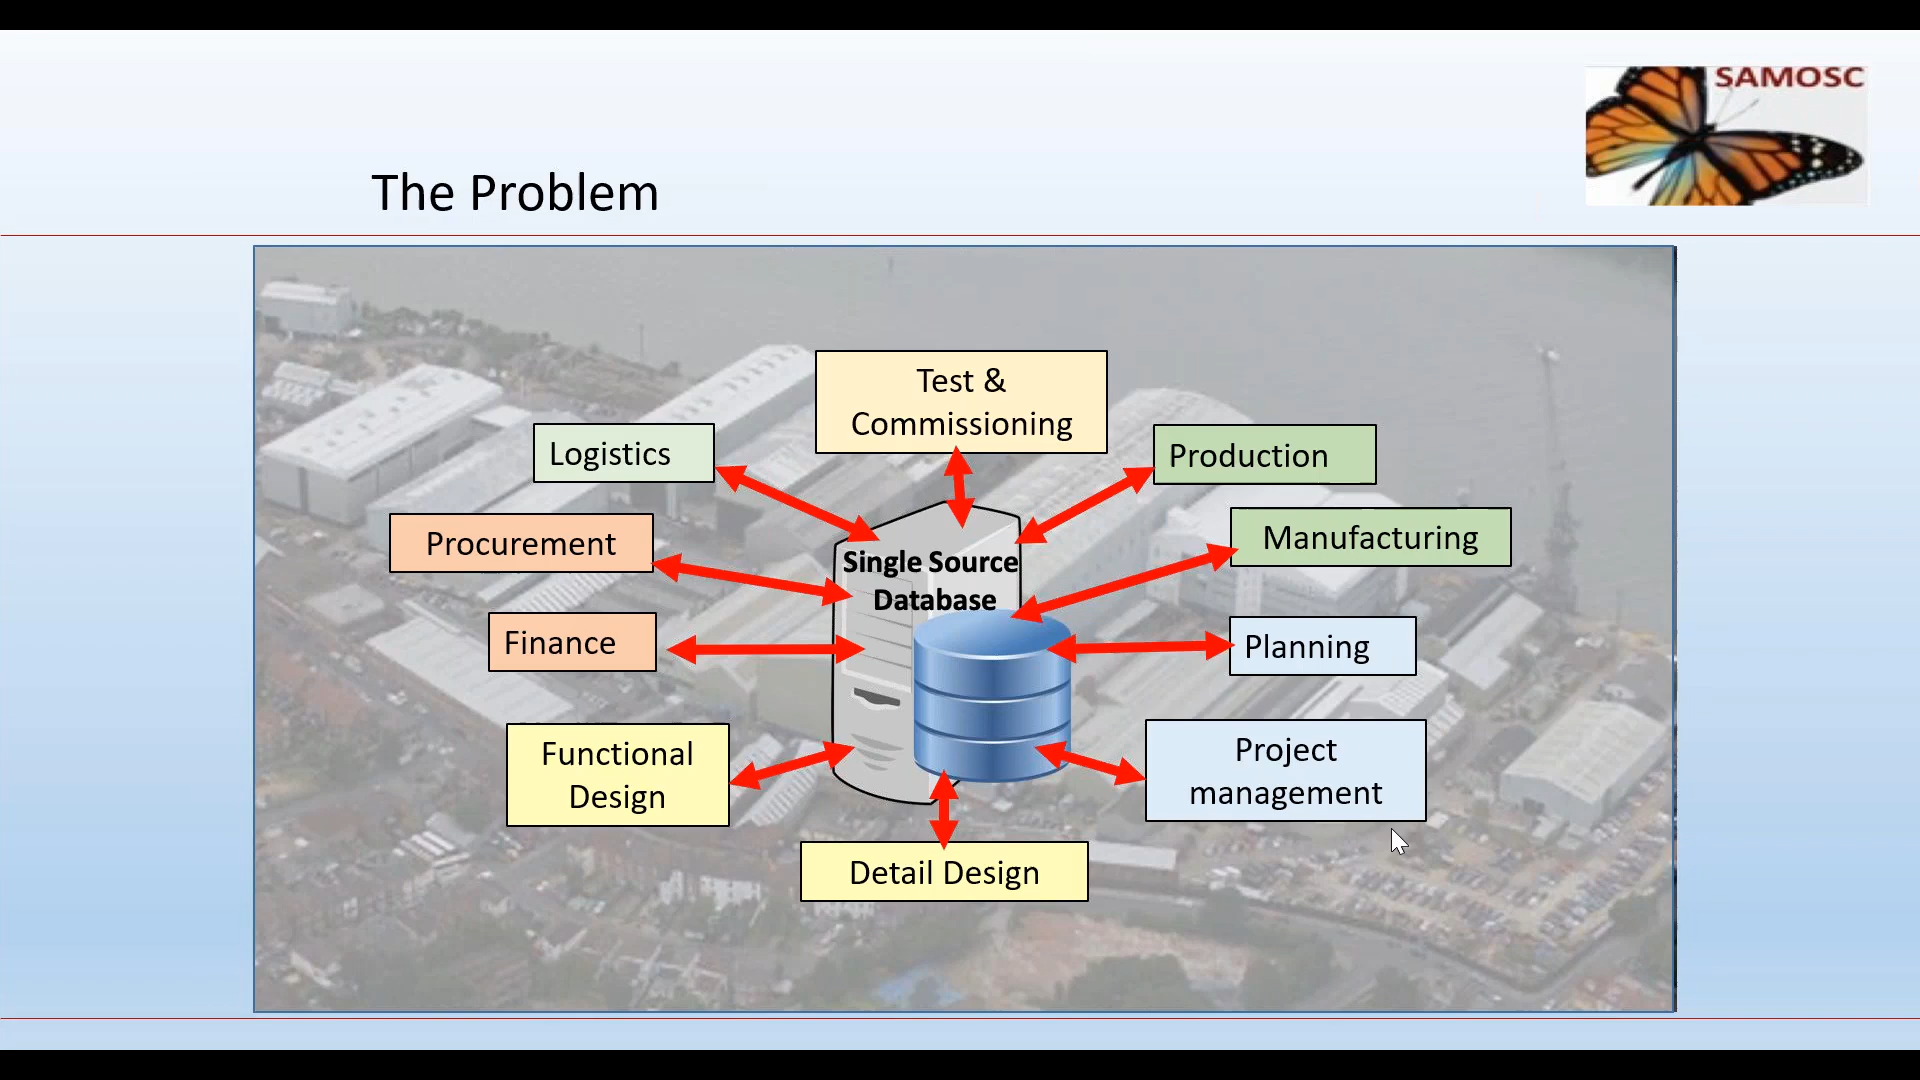 SAMOSC
The Problem
Test &
Commissioning
Logistics
Production
Procurement
Manufacturing
Single Source
Database
Finance
Planning
Functional
Design
Project
management
Detail Design